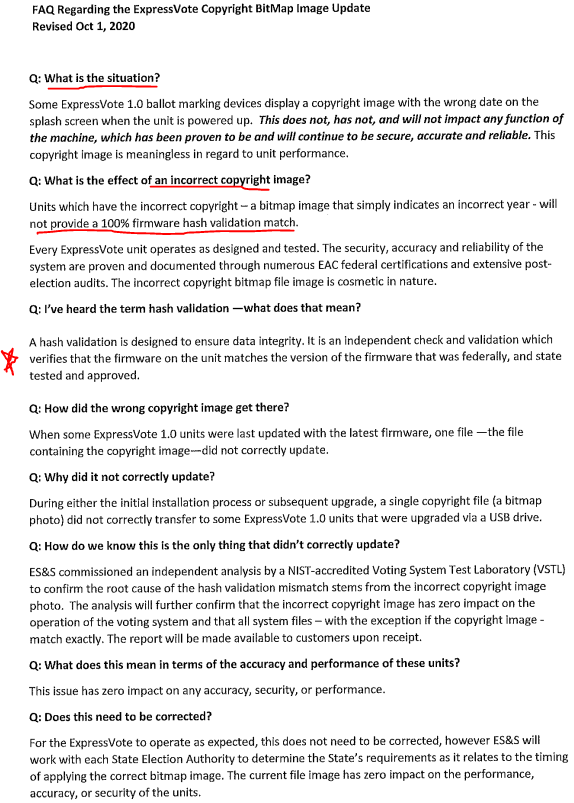 FAQ Regarding the ExpressVote Copyright BitMap Image Update
Revised Oct 1, 2020
Q: What is the situation?
Some ExpressVote 1.0 ballot marking devices display a copyright image with the wrong date on the
splash screen when the unit is powered up. This does not, has not, and will not impact any function of
the machine, which has been proven to be and will continue to be secure, accurate and reliable. This
copyright image is meaningless in regard to unit performance.
Q: What is the effect of an incorrect copyright image?
Units which have the incorrect copyright – a bitmap image that simply indicates an incorrect year - will
not provide a 100% firmware hash validation match.
Every ExpressVote unit operates as designed and tested. The security, accuracy and reliability of the
system are proven and documented through numerous EAC federal certifications and extensive post-
election audits. The incorrect copyright bitmap file image is cosmetic in nature.
Q: I've heard the term hash validation —what does that mean?
A hash validation is designed to ensure data integrity. It is an independent check and validation which
verifies that the firmware on the unit matches the version of the firmware that was federally, and state
tested and approved.
Q: How did the wrong copyright image get there?
When some ExpressVote 1.0 units were last updated with the latest firmware, one file —the file
containing the copyright image—did not correctly update.
Q: Why did it not correctly update?
During either the initial installation process or subsequent upgrade, a single copyright file (a bitmap
photo) did not correctly transfer to some ExpressVote 1.0 units that were upgraded via a USB drive.
Q: How do we know this is the only thing that didn't correctly update?
ES&S commissioned an independent analysis by a NIST-accredited Voting System Test Laboratory (VSTL)
to confirm the root cause of the hash validation mismatch stems from the incorrect copyright image
photo. The analysis will further confirm that the incorrect copyright image has zero impact on the
operation of the voting system and that all system files – with the exception if the copyright image -
match exactly. The report will be made available to customers upon receipt.
Q: What does this mean in terms of the accuracy and performance of these units?
This issue has zero impact on any accuracy, security, or performance.
Q: Does this need to be corrected?
For the ExpressVote to operate as expected, this does not need to be corrected, however ES&S will
work with each State Election Authority to determine the State's requirements as it relates to the timing
of applying the correct bitmap image. The current file image has zero impact on the performance,
accuracy, or security of the units.